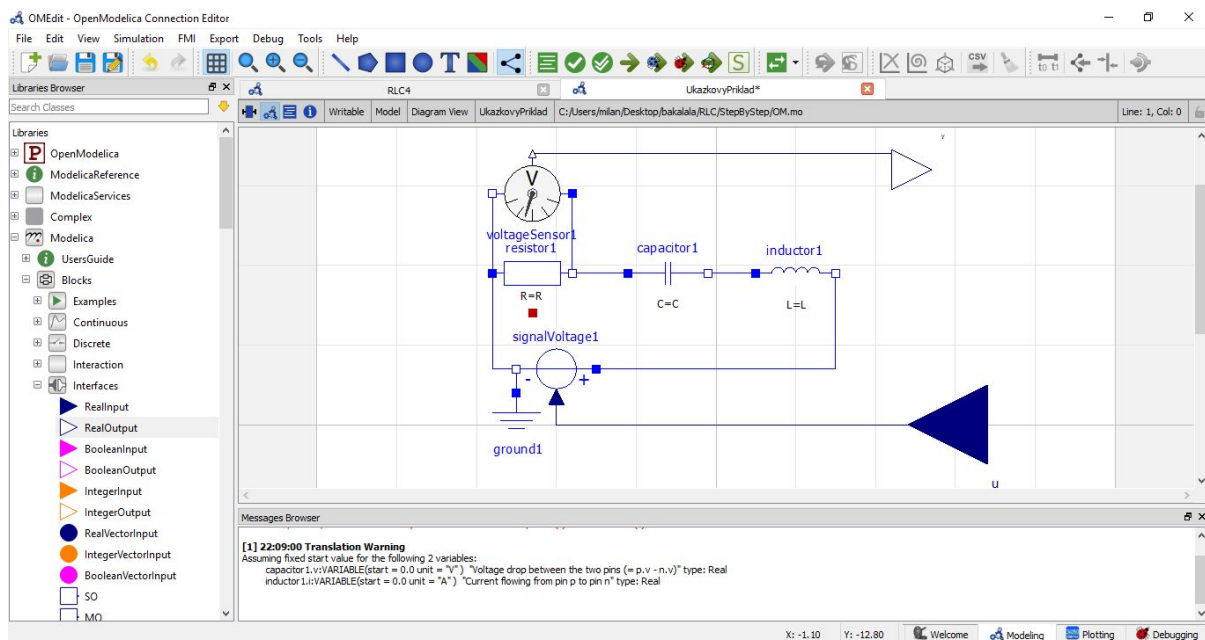 OMEdit - OpenModelica Connection Editor
File Edit View Simulation FMI Export Debug Tools Help
T S CSV to t1
Libraries Browser
RLC4 UkazkovyPriklad*
Search Classes
Writable Model Diagram View UkazkovyPriklad C:/Users/milan/Desktop/bakalala/RLC/StepByStep/OM.mo Line: 1, Col: 0
Libraries
P OpenModelica
ModelicaReference
ModelicaServices
Complex
Modelica
UsersGuide
Blocks
Examples
Continuous
Discrete
Interaction
Interfaces
RealInput
RealOutput
BooleanInput
BooleanOutput
IntegerInput
IntegerOutput
RealVectorInput
IntegerVectorInput
BooleanVectorInput
SO
MO
V
voltageSensor1
resistor1 capacitor1 inductor1
R=R C=C L=L
signalVoltage1
- +
ground1
u
Messages Browser
[1] 22:09:00 Translation Warning
Assuming fixed start value for the following 2 variables:
capacitor1.v:VARIABLE(start = 0.0 unit = "V" ) "Voltage drop between the two pins (= p.v - n.v)" type: Real
inductor1.i:VARIABLE(start = 0.0 unit = "A" ) "Current flowing from pin p to pin n" type: Real
X: -1.10 Y: -12.80 Welcome Modeling Plotting Debugging